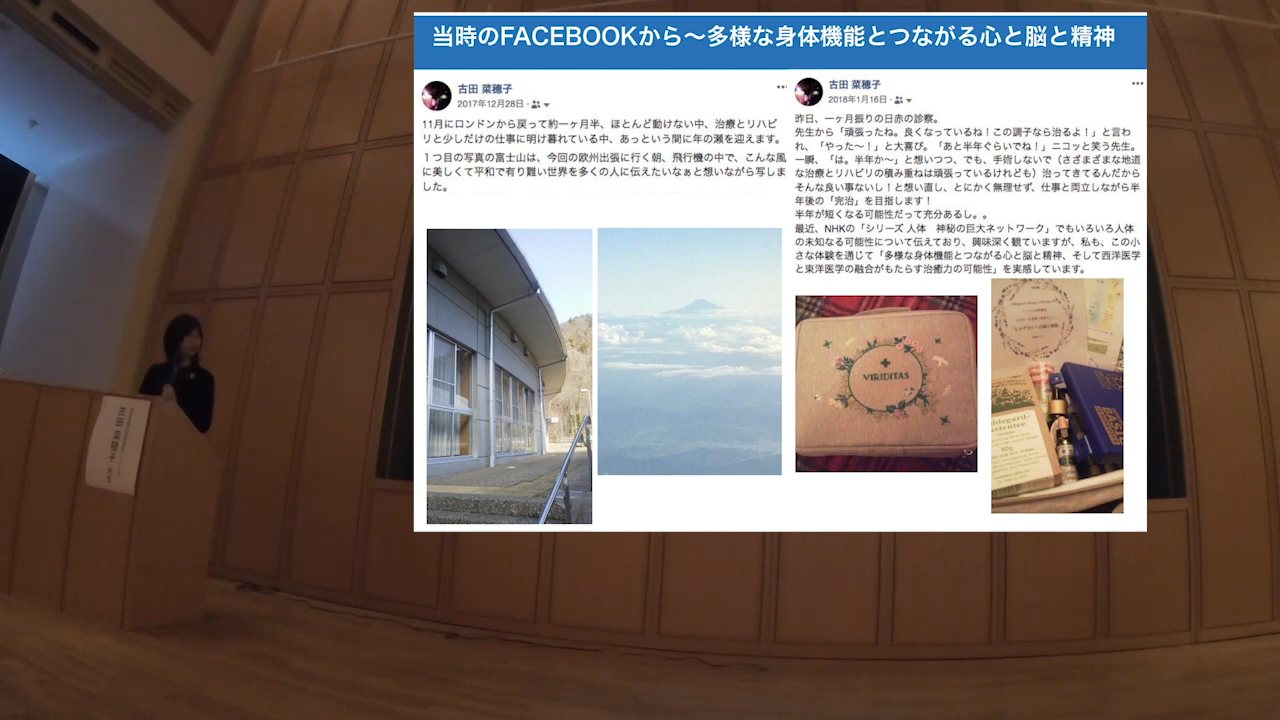 当時のFACEBOOKから～多様な身体機能とつながる心と脳と精神
古田 菜穂子
2017年12月28日
11月にロンドンから戻って約一ヶ月半、ほとんど動けない中、治療とリハビ
リと少しだけの仕事に明け暮れている中、あっという間に年の瀬を迎えます。
１つ目の写真の富士山は、今回の欧州出張に行く朝、飛行機の中で、こんな風
に美しくて平和で有り難い世界を多くの人に伝えたいなぁと想いながら写しま
した。
古田 菜穂子
2018年1月16日
昨日、一ヶ月振りの日赤の診察。
先生から「頑張ったね。良くなっているね！この調子なら治るよ！」と言わ
れ、「やった〜！」と大喜び。「あと半年ぐらいでね！」ニコッと笑う先生。
一瞬、「は。半年か〜」と想いつつ、でも、手術しないで（さまざまな地道
な治療とリハビリの積み重ねは頑張っているけれども）治ってきてるんだから
そんな良い事ないし！と想い直し、とにかく無理せず、仕事と両立しながら半
年後の「完治」を目指します！
半年が短くなる可能性だって充分あるし。。
最近、NHKの「シリーズ 人体　神秘の巨大ネットワーク」でもいろいろ人体
の未知なる可能性について伝えており、興味深く観ていますが、私も、この小
さな体験を通じて「多様な身体機能とつながる心と脳と精神、そして西洋医学
と東洋医学の融合がもたらす治癒力の可能性」を実感しています。
VIRIDITAS